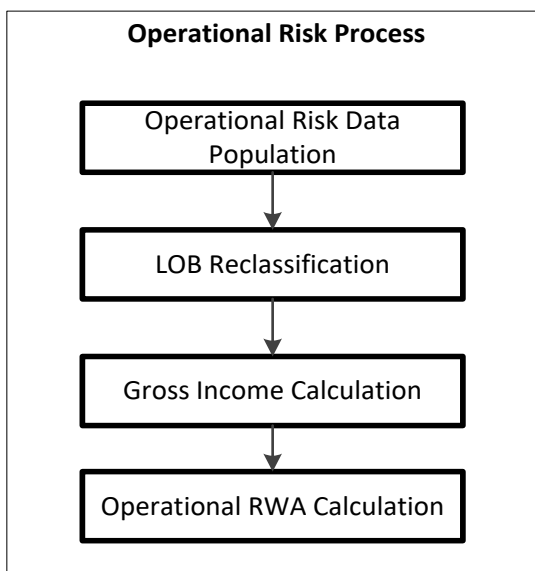 Operational Risk Process
Operational Risk Data
Population
LOB Reclassification
Gross Income Calculation
Operational RWA Calculation